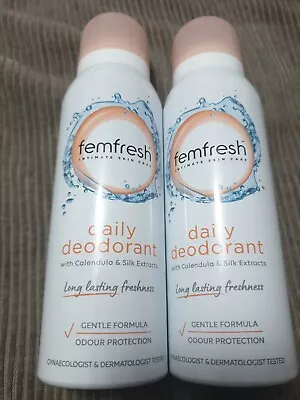 femfresh
INTIMATE SKIN CARE
daily
deodorant
with Calendula & Silk Extracts
Long lasting freshness
GENTLE FORMULA
ODOUR PROTECTION
GYNAECOLOGIST & DERMATOLOGIST TESTED
femfresh
INTIMATE SKIN CARE
daily
deodorant
with Calendula & Silk Extracts
Long lasting freshness
GENTLE FORMULA
ODOUR PROTECTION
GYNAECOLOGIST & DERMATOLOGIST TESTED